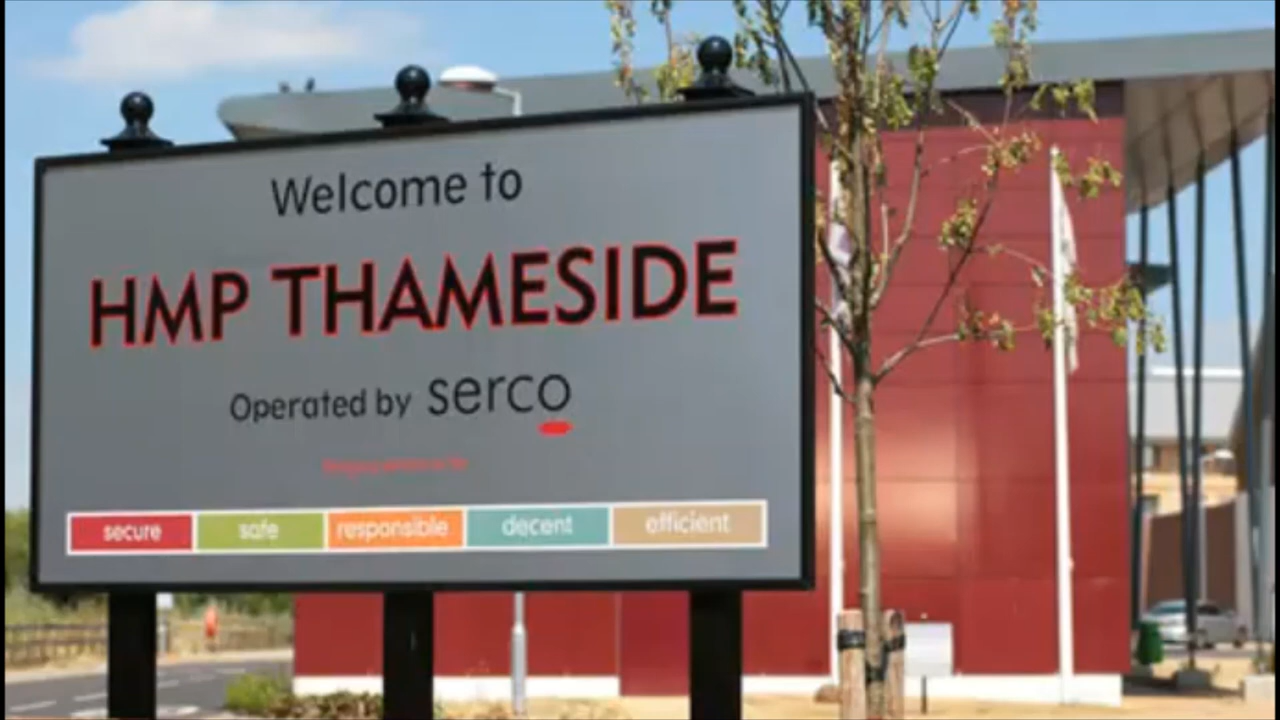 Welcome to
HMP THAMESIDE
Operated by serco
secure safe responsible decent efficient